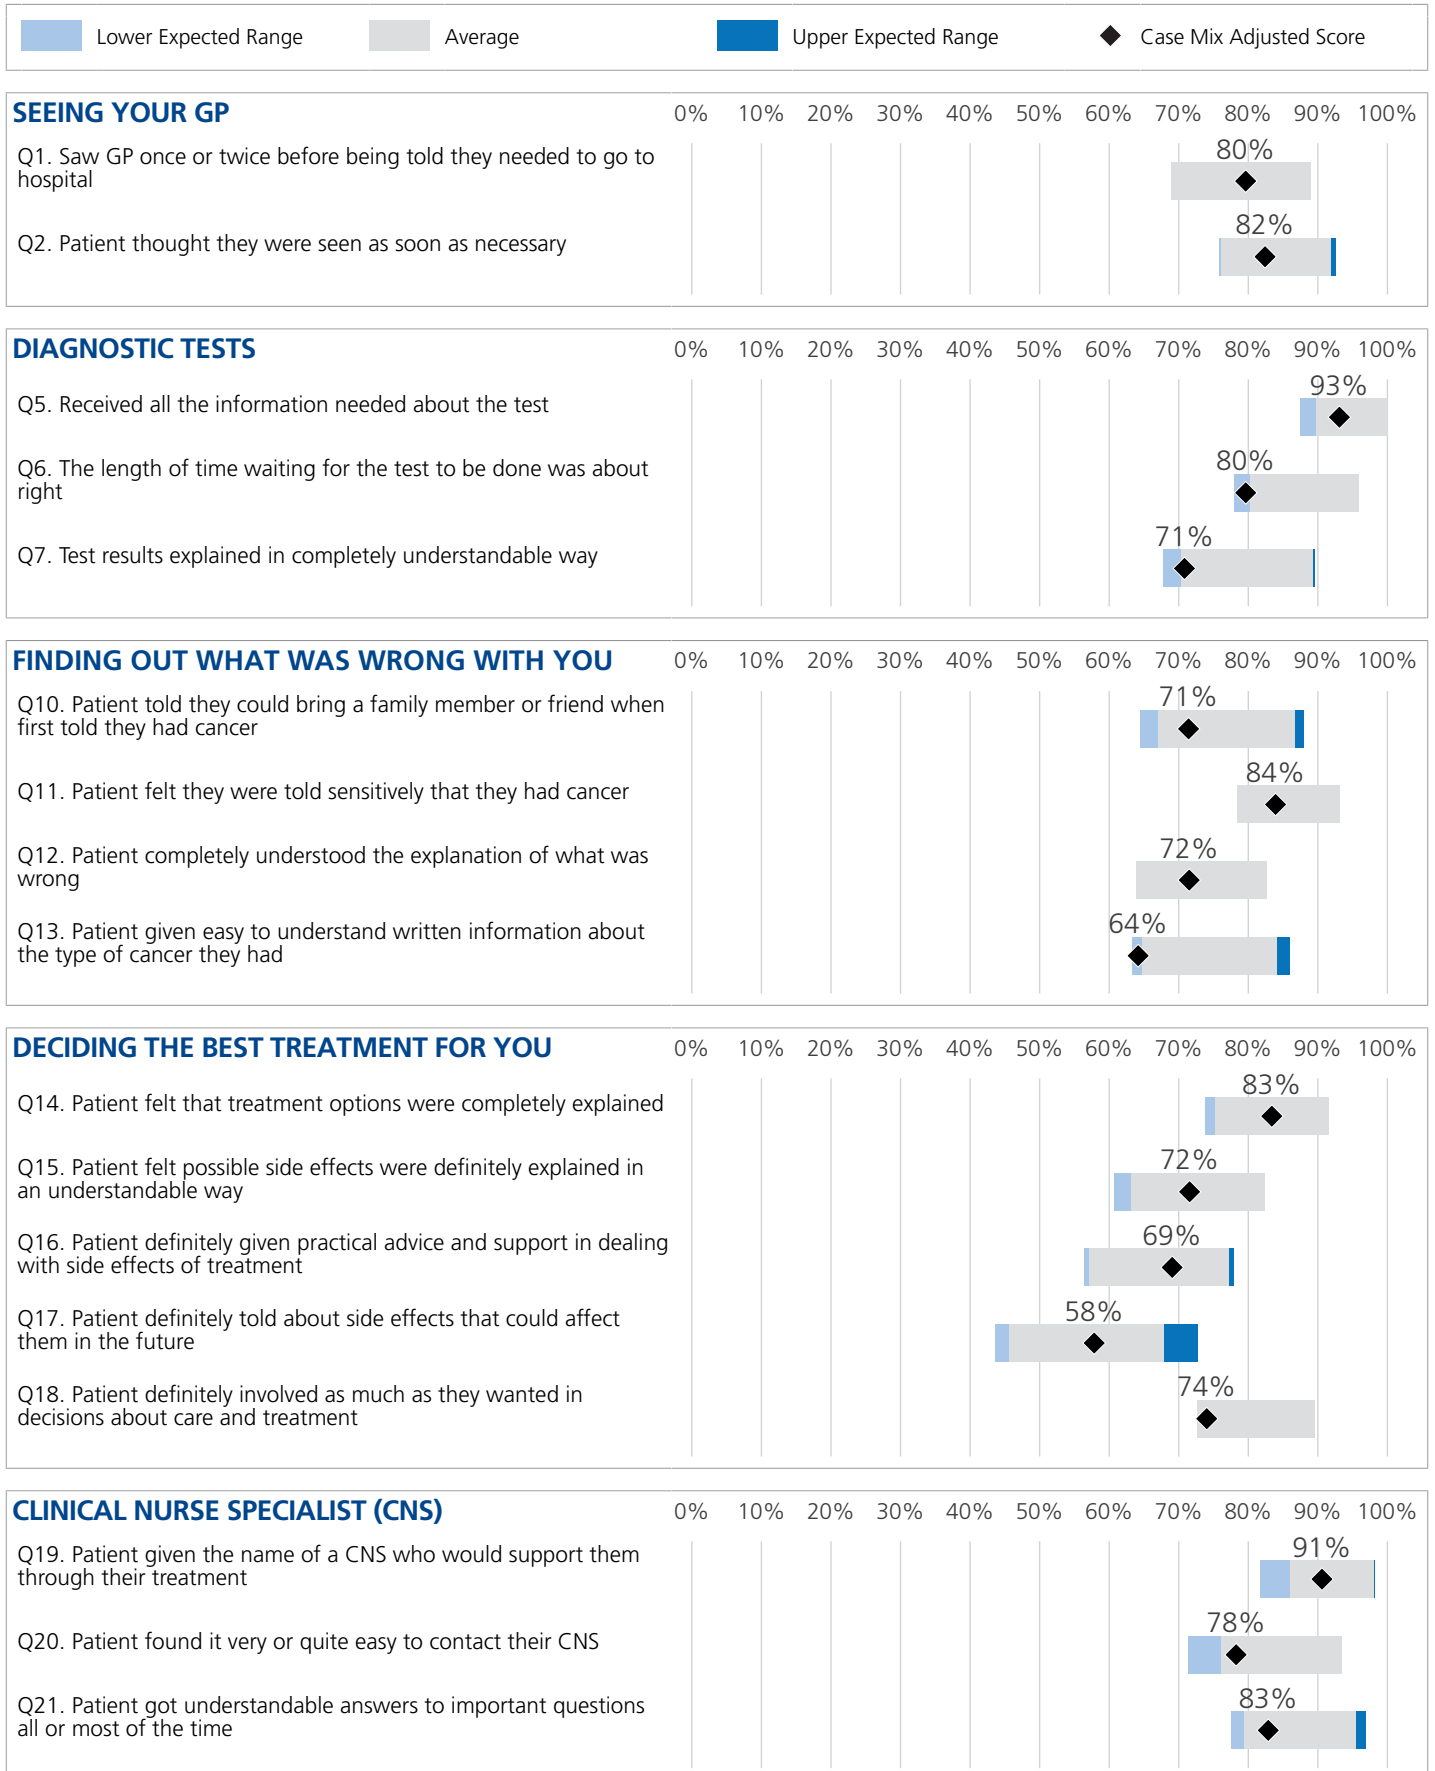 Lower Expected Range Average Upper Expected Range Case Mix Adjusted Score
SEEING YOUR GP 0% 10% 20% 30% 40% 50% 60% 70% 80% 90% 100%
80%
Q1. Saw GP once or twice before being told they needed to go to
hospital
82%
Q2. Patient thought they were seen as soon as necessary
DIAGNOSTIC TESTS 0% 10% 20% 30% 40% 50% 60% 70% 80% 90% 100%
93%
Q5. Received all the information needed about the test
80%
Q6. The length of time waiting for the test to be done was about
right
71%
Q7. Test results explained in completely understandable way
FINDING OUT WHAT WAS WRONG WITH YOU 0% 10% 20% 30% 40% 50% 60% 70% 80% 90% 100%
71%
Q10. Patient told they could bring a family member or friend when
first told they had cancer
84%
Q11. Patient felt they were told sensitively that they had cancer
72%
Q12. Patient completely understood the explanation of what was
wrong
64%
Q13. Patient given easy to understand written information about
the type of cancer they had
DECIDING THE BEST TREATMENT FOR YOU 0% 10% 20% 30% 40% 50% 60% 70% 80% 90% 100%
83%
Q14. Patient felt that treatment options were completely explained
72%
Q15. Patient felt possible side effects were definitely explained in
an understandable way
69%
Q16. Patient definitely given practical advice and support in dealing
with side effects of treatment
58%
Q17. Patient definitely told about side effects that could affect
them in the future
74%
Q18. Patient definitely involved as much as they wanted in
decisions about care and treatment
CLINICAL NURSE SPECIALIST (CNS) 0% 10% 20% 30% 40% 50% 60% 70% 80% 90% 100%
91%
Q19. Patient given the name of a CNS who would support them
through their treatment
78%
Q20. Patient found it very or quite easy to contact their CNS
83%
Q21. Patient got understandable answers to important questions
all or most of the time